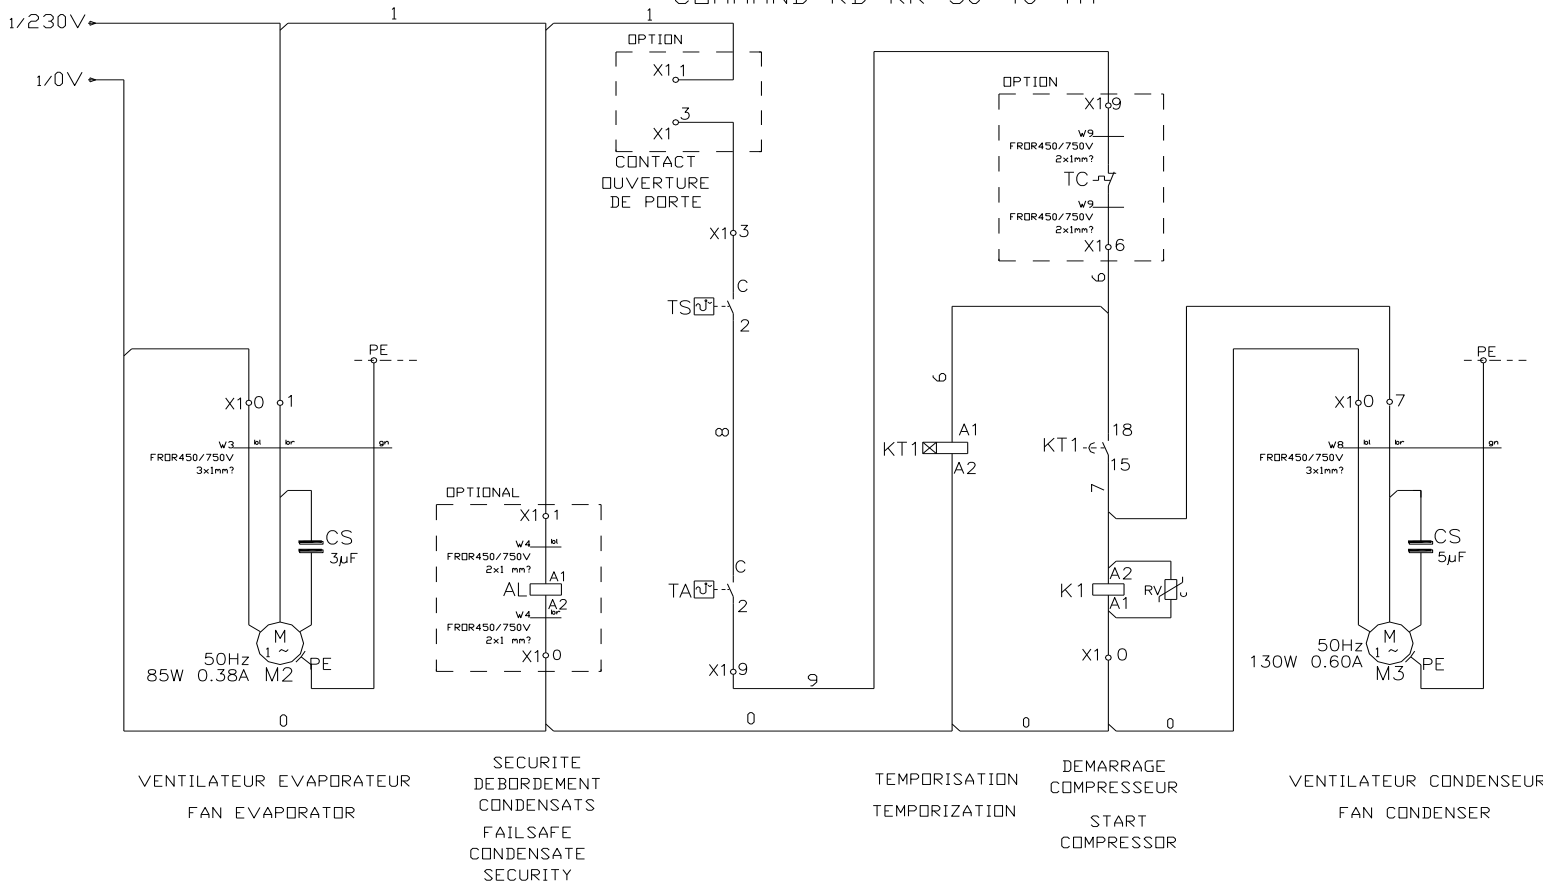 1/230V
1
1
1/0V
OPTION
X1 1
3
X1
CONTACT
OUVERTURE
DE PORTE
X1 3
C
TS
2
8
C
TA
2
X1 9
9
OPTION
X1 9
W9
FROR450/750V
2x1mm?
TC
W9
FROR450/750V
2x1mm?
X1 6
6
6
A1
KT1
A2
18
KT1
15
7
A2
K1
RV
A1
X1 0
PE
X1 0 1
W3 bl br gn
FROR450/750V
3x1mm?
CS
3µF
M
1 ~
50Hz
85W 0.38A
M2
PE
OPTIONAL
X1 1
W4 bl
FROR450/750V
2x1 mm?
A1
AL
A2
W4 br
FROR450/750V
2x1 mm?
X1 0
PE
X1 0 7
W8 bl br gn
FROR450/750V
3x1mm?
CS
5µF
M
1 ~
50Hz
130W 0.60A
M3
PE
0
0
0
0
VENTILATEUR EVAPORATEUR
FAN EVAPORATOR
SECURITE
DEBORDEMENT
CONDENSATS
FAILSAFE
CONDENSATE
SECURITY
TEMPORISATION
TEMPORIZATION
DEMARRAGE
COMPRESSEUR
START
COMPRESSOR
VENTILATEUR CONDENSEUR
FAN CONDENSER